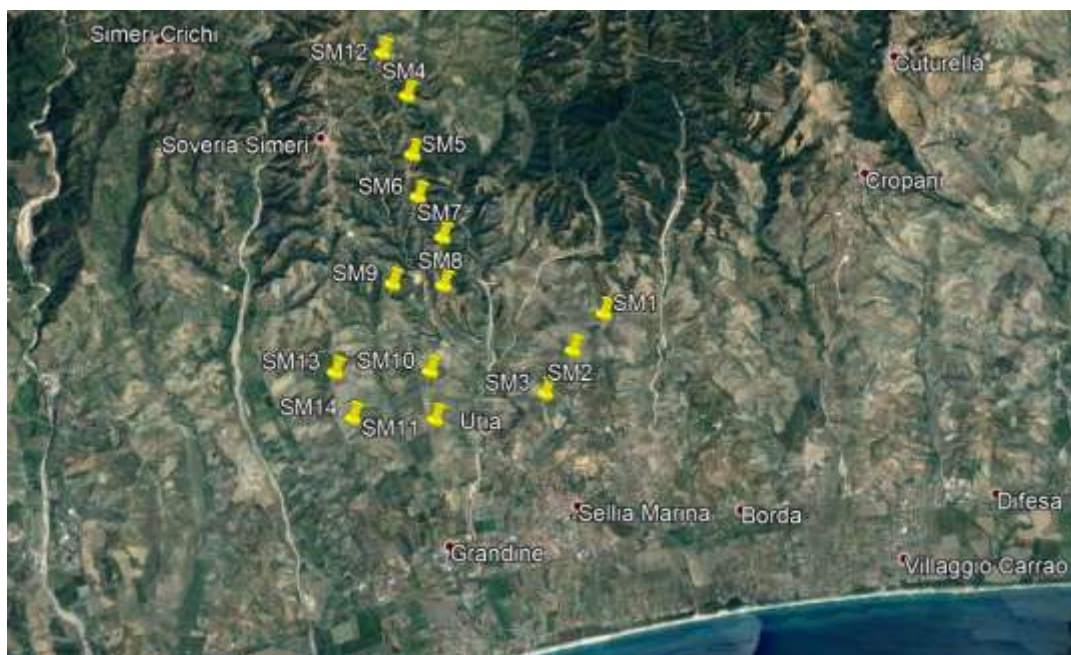 Simeri Crichi
SM12
SM4
Cuturella
Soveria Simeri
SM5
Cropani
SM6
SM7
SM9
SM8
SM1
SM13
SM10
SM3
SM2
SM14
SM11
Uria
Sellia Marina
Borda
Difesa
Grandine
Villaggio Carrao